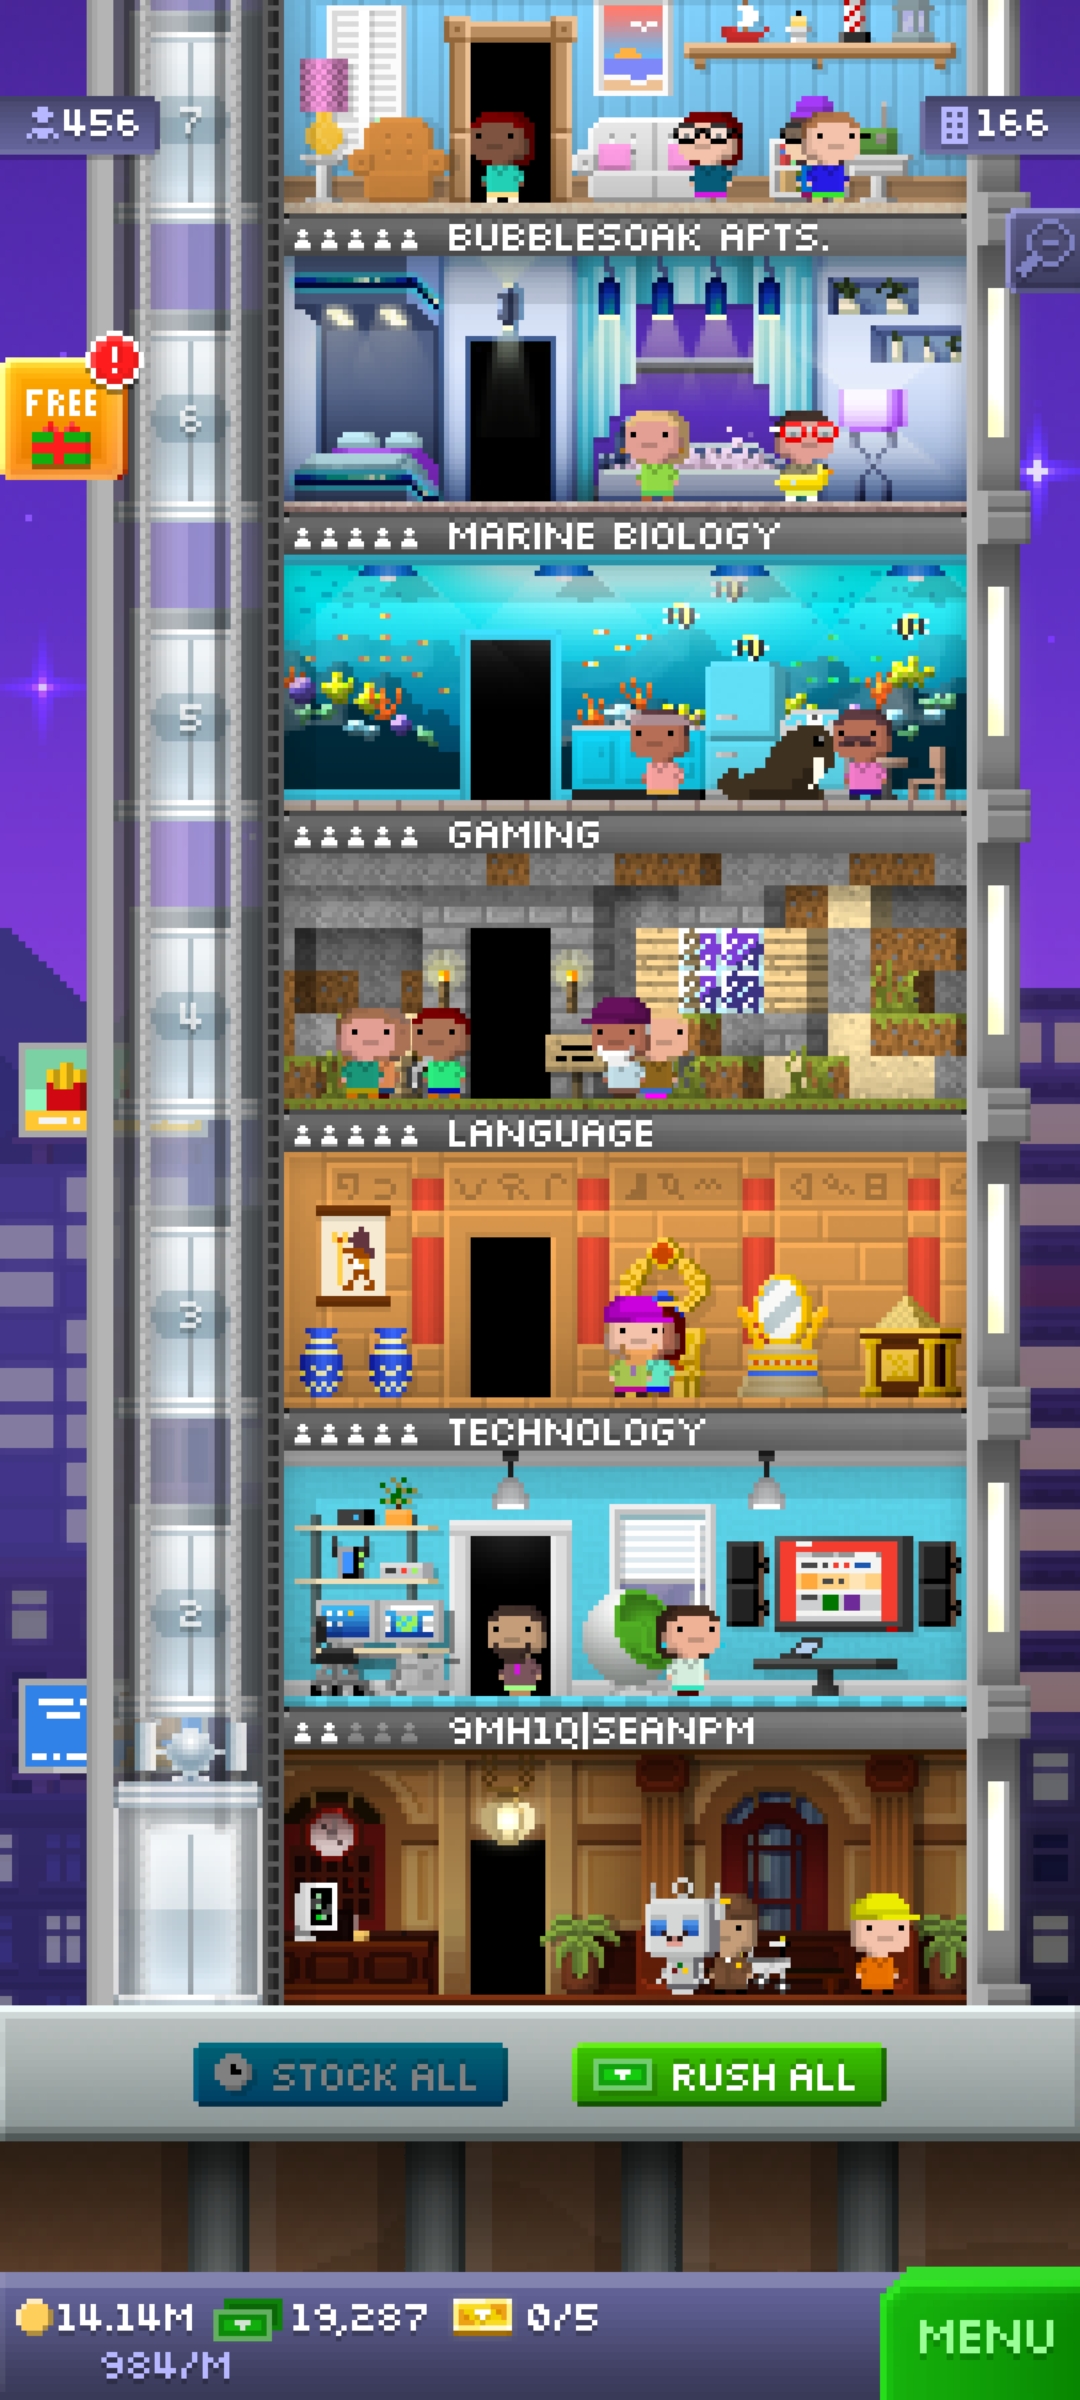 7
456
166
BUBBLESOAK APTS.
FREE
!
6
MARINE BIOLOGY
5
GAMING
4
LANGUAGE
3
TECHNOLOGY
2
9MH1Q|SEANPM
STOCK ALL
RUSH ALL
14.14M
19,287
0/5
984/M
MENU